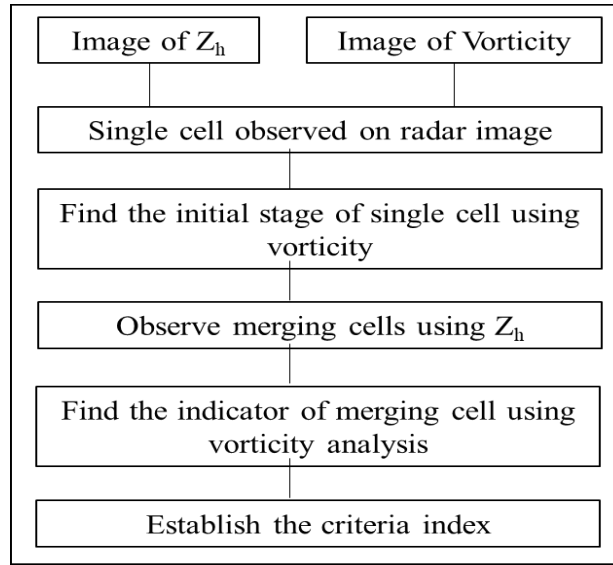 Image of Zh
Image of Vorticity
Single cell observed on radar image
Find the initial stage of single cell using
vorticity
Observe merging cells using Zh
Find the indicator of merging cell using
vorticity analysis
Establish the criteria index